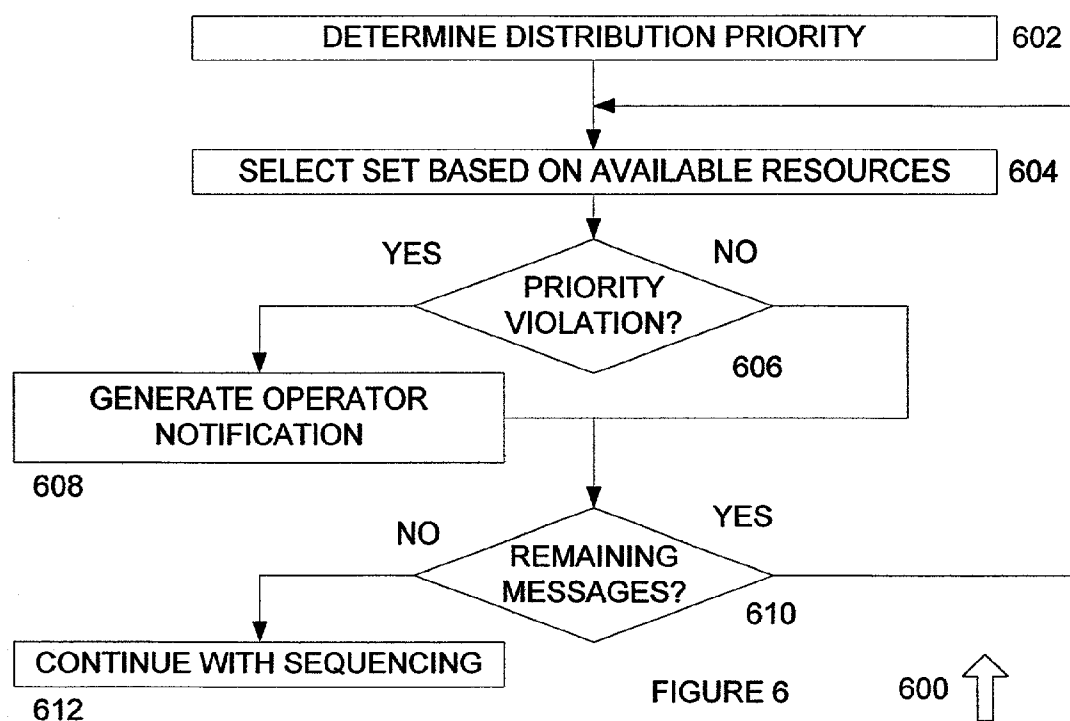 DETERMINE DISTRIBUTION PRIORITY 602
SELECT SET BASED ON AVAILABLE RESOURCES 604
YES
NO
PRIORITY
VIOLATION?
606
GENERATE OPERATOR
NOTIFICATION
608
NO
YES
REMAINING
MESSAGES?
610
CONTINUE WITH SEQUENCING
612
FIGURE 6
600